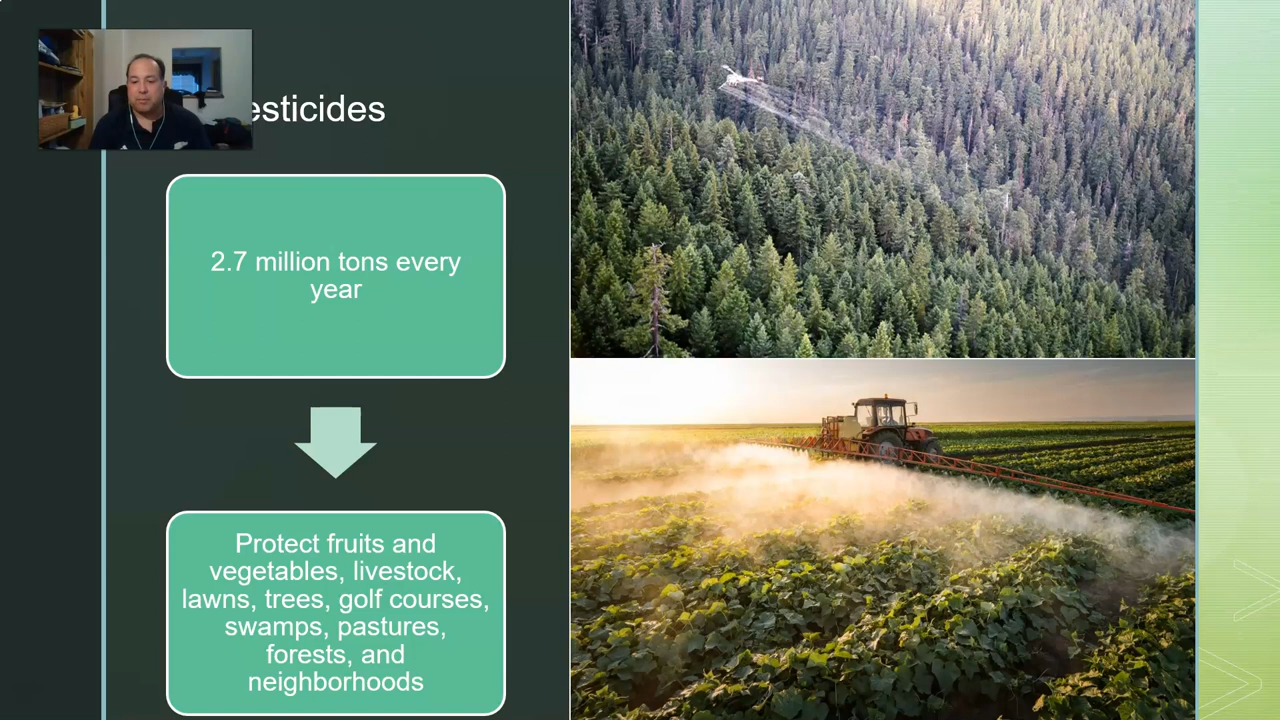 esticides
2.7 million tons every
year
Protect fruits and
vegetables, livestock,
lawns, trees, golf courses,
swamps, pastures,
forests, and
neighborhoods